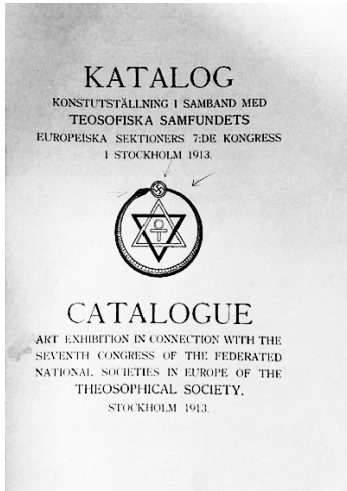 KATALOG
KONSTUTSTÄLLNING I SAMBAND MED
TEOSOFISKA SAMFUNDETS
EUROPEISKA SEKTIONERS 7:DE KONGRESS
I STOCKHOLM 1913.
CATALOGUE
ART EXHIBITION IN CONNECTION WITH THE
SEVENTH CONGRESS OF THE FEDERATED
NATIONAL SOCIETIES IN EUROPE OF THE
THEOSOPHICAL SOCIETY.
STOCKHOLM 1913.